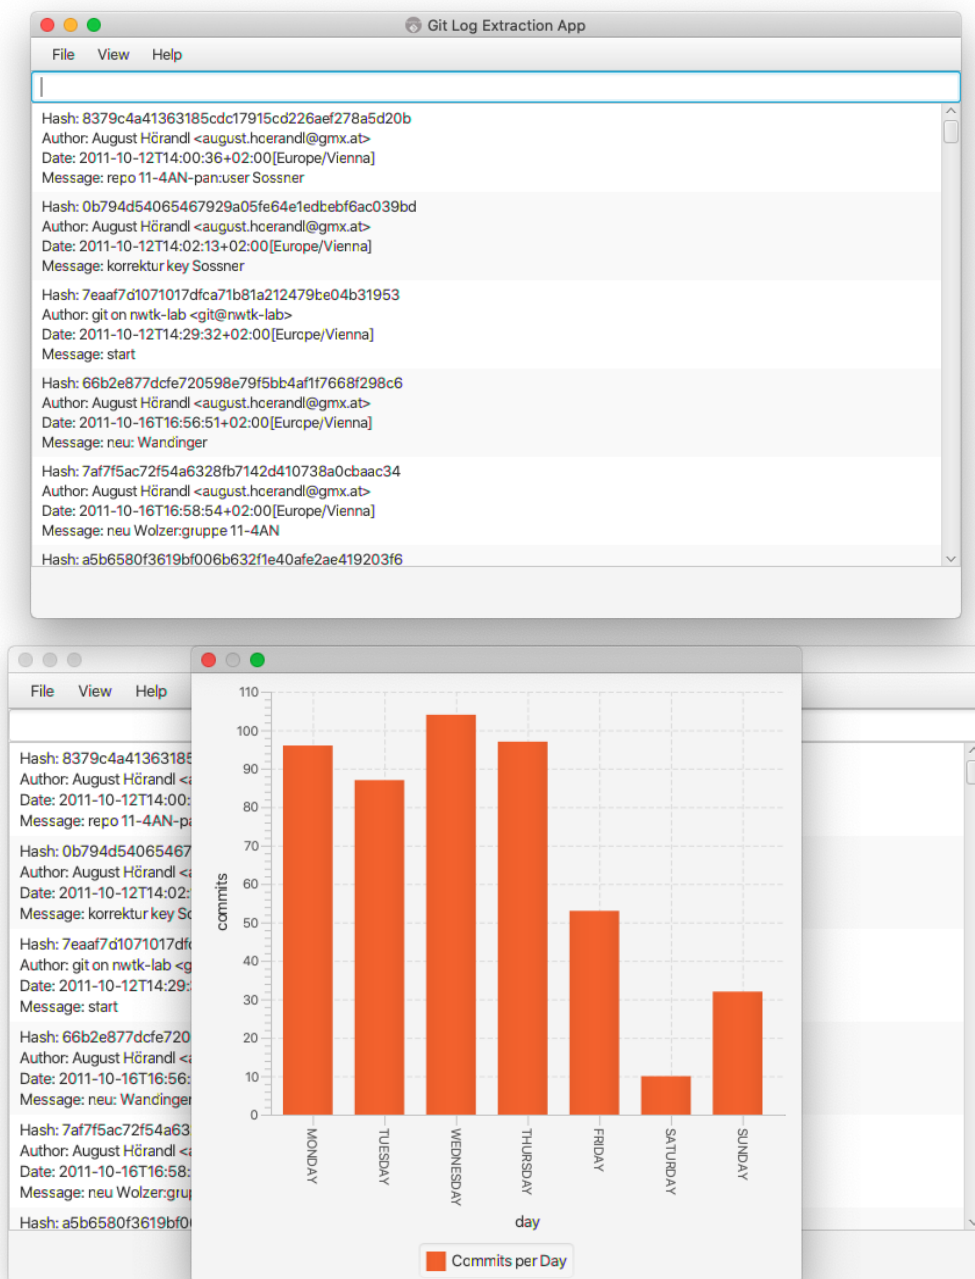 Git Log Extraction App
File View Help
Hash: 8379c4a41363185cdc17915cd226aef278a5d20b
Author: August Hörandl <august.hoerandl@gmx.at>
Date: 2011-10-12T14:00:36+02:00[Europe/Vienna]
Message: repo 11-4AN-pan:user Sossner
Hash: 0b794d54065467929a05fe64e1edbebf6ac039bd
Author: August Hörandl <august.hoerandl@gmx.at>
Date: 2011-10-12T14:02:13+02:00[Europe/Vienna]
Message: korrektur key Sossner
Hash: 7eaaf7d1071017dfca71b81a212479be04b31953
Author: git on nwtk-lab <git@nwtk-lab>
Date: 2011-10-12T14:29:32+02:00[Europe/Vienna]
Message: start
Hash: 66b2e877dcfe720598e79f5bb4af1f7668f298c6
Author: August Hörandl <august.hoerandl@gmx.at>
Date: 2011-10-16T16:56:51+02:00[Europe/Vienna]
Message: neu: Wandinger
Hash: 7af7f5ac72f54a6328fb7142d410738a0cbaac34
Author: August Hörandl <august.hoerandl@gmx.at>
Date: 2011-10-16T16:58:54+02:00[Europe/Vienna]
Message: neu Wolzer:gruppe 11-4AN
Hash: a5b6580f3619bf006b632f1e40afe2ae419203f6
File View Help
Hash: 8379c4a41363185
Author: August Hörandl <a
Date: 2011-10-12T14:00:
Message: repo 11-4AN-pa
Hash: 0b794d54065467
Author: August Hörandl <a
Date: 2011-10-12T14:02:
Message: korrektur key So
Hash: 7eaaf7d1071017df
Author: git on nwtk-lab <g
Date: 2011-10-12T14:29:
Message: start
Hash: 66b2e877dcfe720
Author: August Hörandl <a
Date: 2011-10-16T16:56:
Message: neu: Wandinger
Hash: 7af7f5ac72f54a63
Author: August Hörandl <a
Date: 2011-10-16T16:58:
Message: neu Wolzer:grup
Hash: a5b6580f3619bf0
110
100
90
80
70
60
50
40
30
20
10
0
commits
MONDAY
TUESDAY
WEDNESDAY
THURSDAY
FRIDAY
SATURDAY
SUNDAY
day
Commits per Day